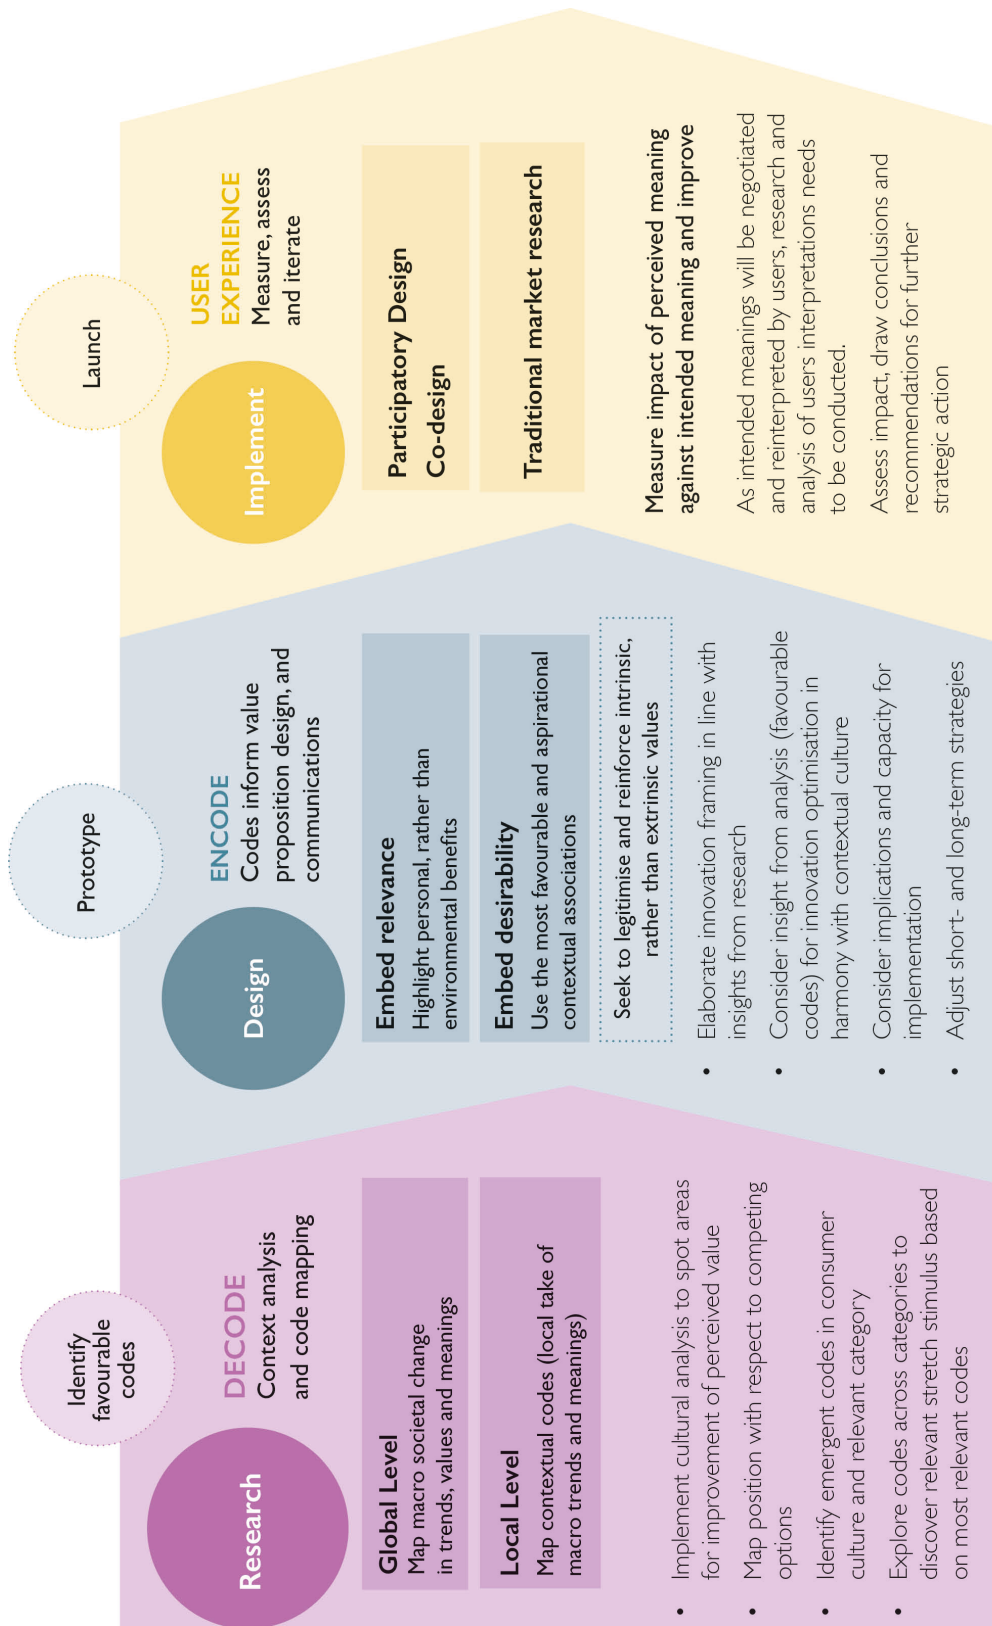 Identify
favourable
codes
Research
DECODE
Context analysis
and code mapping
Global Level
Map macro societal change
in trends, values and meanings
Local Level
Map contextual codes (local take of
macro trends and meanings)
• Implement cultural analysis to spot areas
for improvement of perceived value
• Map position with respect to competing
options
• Identify emergent codes in consumer
culture and relevant category
• Explore codes across categories to
discover relevant stretch stimulus based
on most relevant codes
Prototype
Design
ENCODE
Codes inform value
proposition design, and
communications
Embed relevance
Highlight personal, rather than
environmental benefits
Embed desirability
Use the most favourable and aspirational
contextual associations
Seek to legitimise and reinforce intrinsic,
rather than extrinsic values
• Elaborate innovation framing in line with
insights from research
• Consider insight from analysis (favourable
codes) for innovation optimisation in
harmony with contextual culture
• Consider implications and capacity for
implementation
• Adjust short- and long-term strategies
Launch
Implement
USER
EXPERIENCE
Measure, assess
and iterate
Participatory Design
Co-design
Traditional market research
Measure impact of perceived meaning
against intended meaning and improve
As intended meanings will be negotiated
and reinterpreted by users, research and
analysis of users interpretations needs
to be conducted.
Assess impact, draw conclusions and
recommendations for further
strategic action